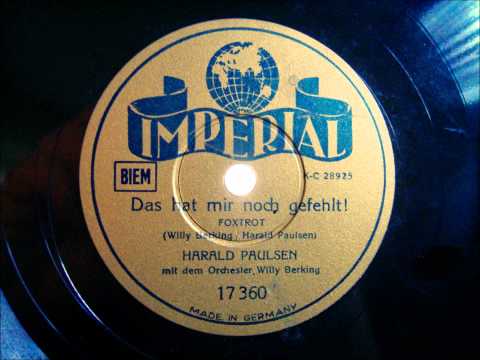 IMPERIAL
BIEM
K-C 28925
Das hat mir noch gefehlt!
FOXTROT
(Willy Berking / Harald Paulsen)
HARALD PAULSEN
mit dem Orchester Willy Berking
17360
MADE IN GERMANY